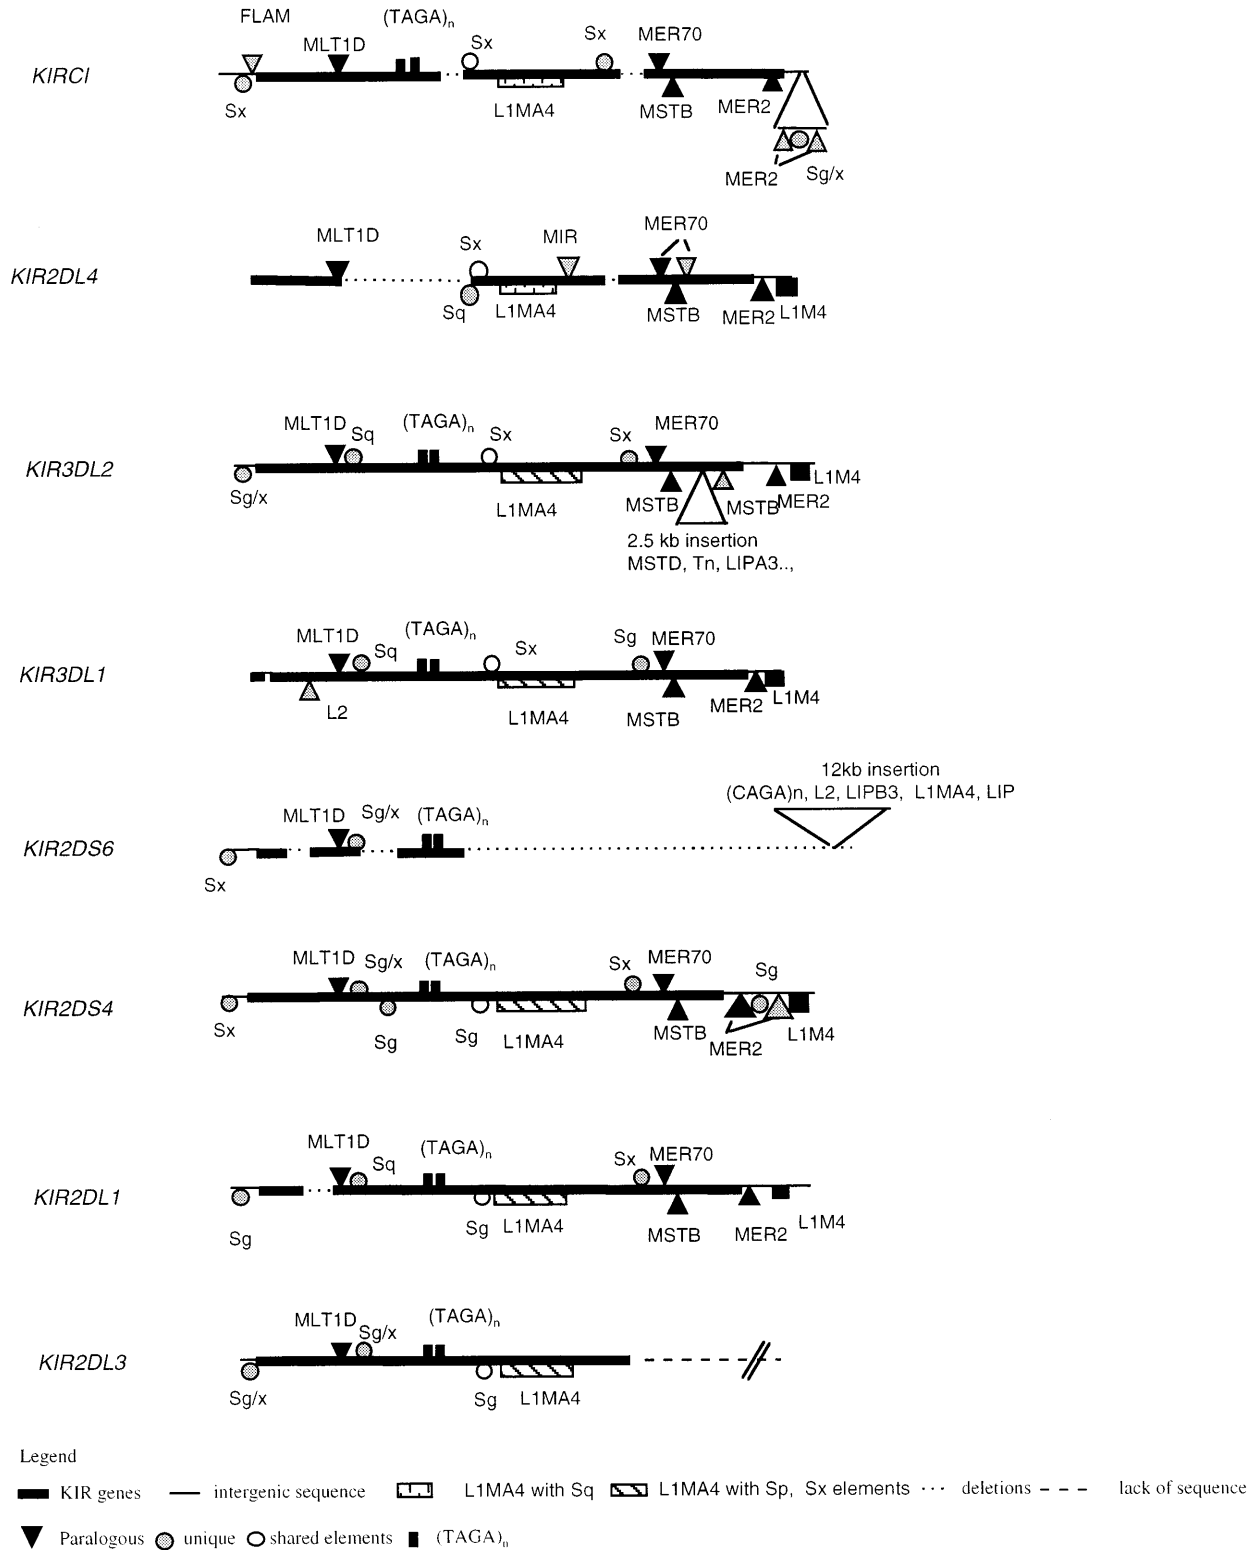 FLAM (TAGA)n
MLT1D Sx Sx MER70
KIRCI
Sx L1MA4 MSTB MER2
MER2 Sg/x
MLT1D Sx MIR MER70
KIR2DL4
Sq L1MA4 MSTB MER2 L1M4
MLT1D Sq (TAGA)n Sx Sx MER70
KIR3DL2 L1M4
Sg/x L1MA4 MSTB MSTB MER2
2.5 kb insertion
MSTD, Tn, LIPA3..,
MLT1D Sq (TAGA)n Sx Sg MER70
KIR3DL1
L2 L1MA4 MSTB MER2 L1M4
12kb insertion
(CAGA)n, L2, LIPB3, L1MA4, LIP
MLT1D Sg/x (TAGA)n
KIR2DS6
Sx
MLT1D Sg/x (TAGA)n Sx MER70 Sg
KIR2DS4
Sx Sg Sg L1MA4 MSTB MER2 L1M4
MLT1D Sq (TAGA)n Sx MER70
KIR2DL1
Sg Sg L1MA4 MSTB MER2 L1M4
MLT1D Sg/x (TAGA)n
KIR2DL3
Sg/x Sg L1MA4
Legend
KIR genes intergenic sequence L1MA4 with Sq L1MA4 with Sp, Sx elements deletions lack of sequence
Paralogous unique shared elements (TAGA)n